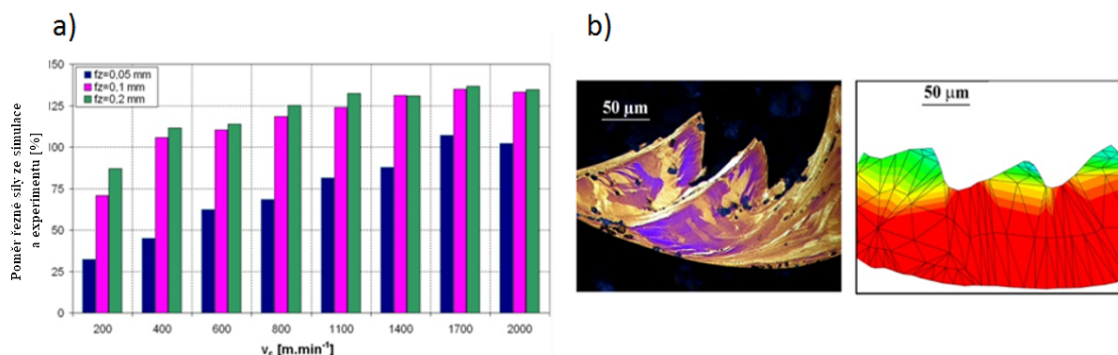 a)
b)
fz=0,05 mm
fz=0,1 mm
fz=0,2 mm
150
125
100
75
50
25
0
Poměr řezné síly ze simulace
a experimentu [%]
200 400 600 800 1100 1400 1700 2000
vc [m.min-1]
50 µm
50 µm